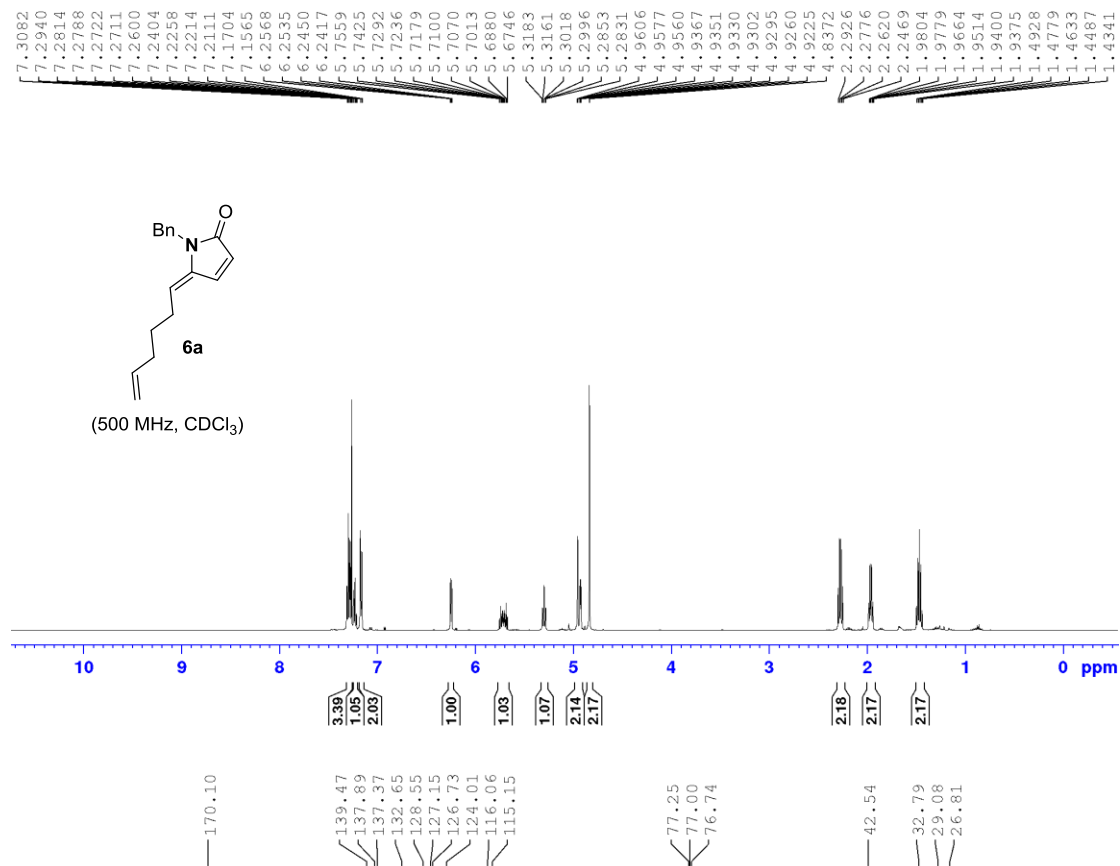 7.3082 7.2940 7.2814 7.2788 7.2722 7.2711 7.2600 7.2404 7.2258 7.2214 7.2111 7.1704 7.1565 6.2568 6.2535 6.2450 6.2417 5.7559 5.7425 5.7292 5.7236 5.7179 5.7100 5.7070 5.7013 5.6880 5.6746 5.3183 5.3161 5.3018 5.2996 5.2853 5.2831 4.9606 4.9577 4.9560 4.9367 4.9351 4.9330 4.9302 4.9295 4.9260 4.9225 4.8372 2.2926 2.2776 2.2620 2.2469 1.9804 1.9779 1.9664 1.9514 1.9400 1.9375 1.4928 1.4779 1.4633 1.4487 1.4341
O
Bn
N
6a
(500 MHz, CDCl3)
10 9 8 7 6 5 4 3 2 1 0 ppm
3.39 1.05 2.03 1.00 1.03 1.07 2.14 2.17 2.18 2.17 2.17
170.10 139.47 137.89 137.37 132.65 128.55 127.15 126.73 124.01 116.06 115.15 77.25 77.00 76.74 42.54 32.79 29.08 26.81